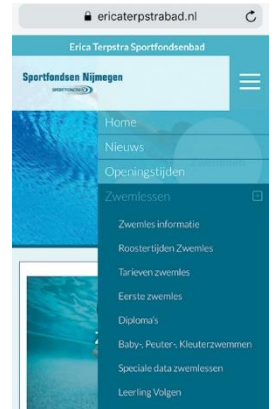 ericaterpstrabad.nl
Erica Terpstra Sportfondsenbad
Sportfondsen Nijmegen
SPORTFONDSEN
Home
Nieuws
Openingstijden
Zwemlessen
Zwemles informatie
Roostertijden Zwemles
Tarieven zwemles
Eerste zwemles
Diploma's
Baby-, Peuter-, Kleuterzwemmen
Speciale data zwemlessen
Leerling Volgen